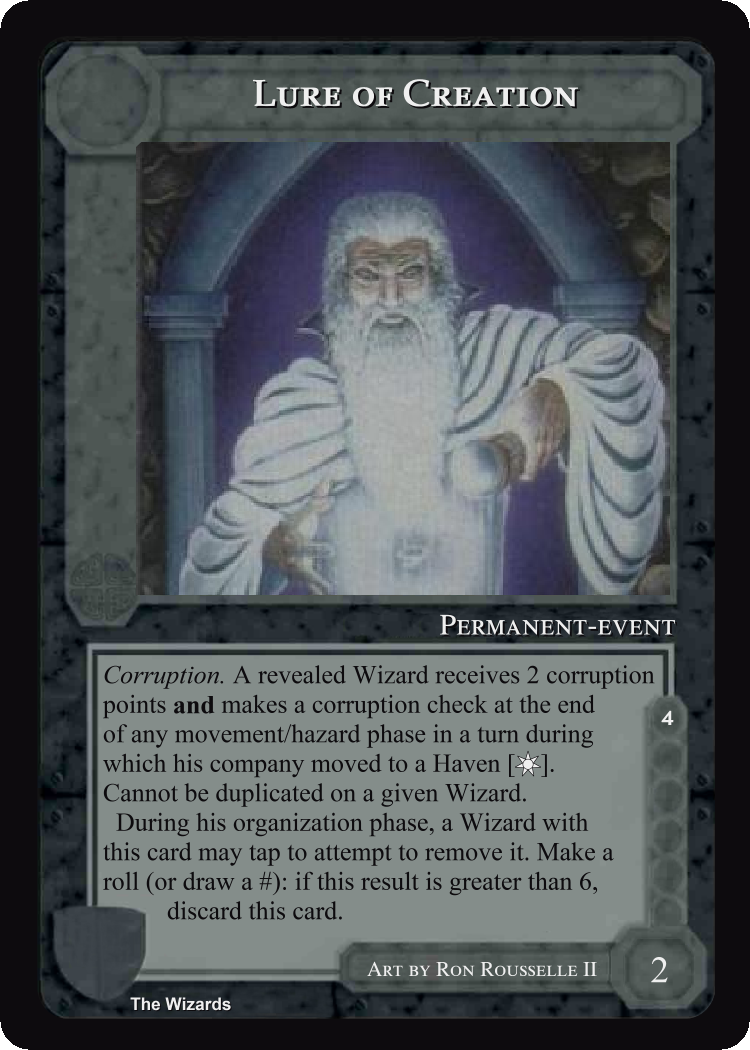 Lure of Creation
Permanent-event
Corruption. A revealed Wizard receives 2 corruption
points and makes a corruption check at the end
of any movement/hazard phase in a turn during
which his company moved to a Haven [☀].
Cannot be duplicated on a given Wizard.
During his organization phase, a Wizard with
this card may tap to attempt to remove it. Make a
roll (or draw a #): if this result is greater than 6,
discard this card.
4
Art by Ron Rousselle II
2
The Wizards